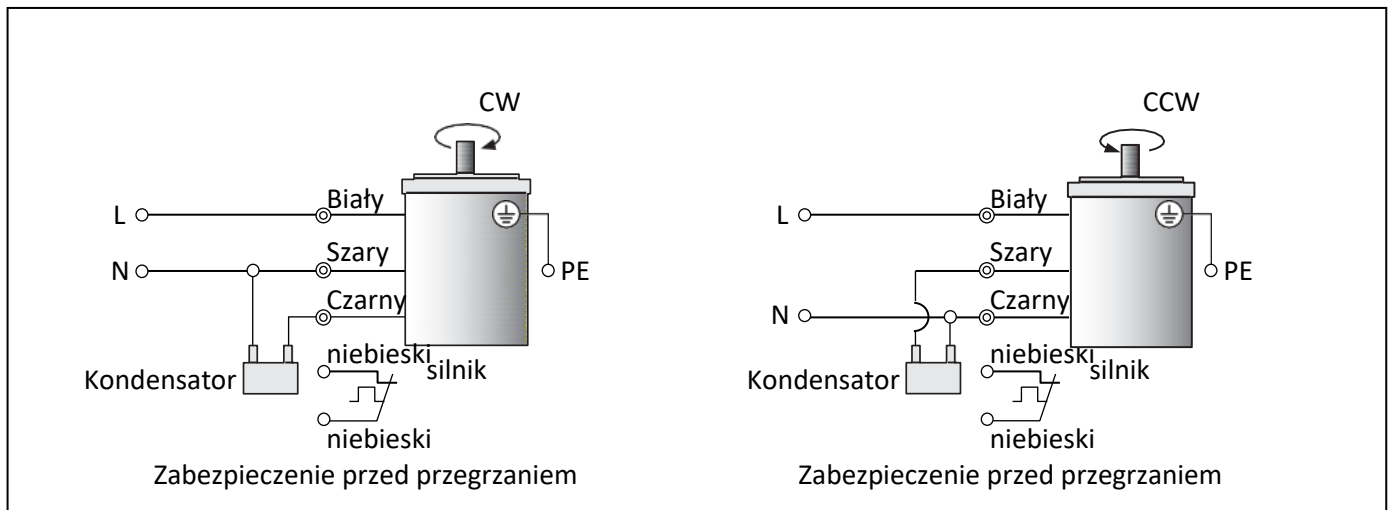 CW
Biały
L
Szary
N
PE
Czarny
niebieski
silnik
Kondensator
niebieski
Zabezpieczenie przed przegrzaniem
CCW
Biały
L
Szary
PE
Czarny
N
niebieski
silnik
Kondensator
niebieski
Zabezpieczenie przed przegrzaniem